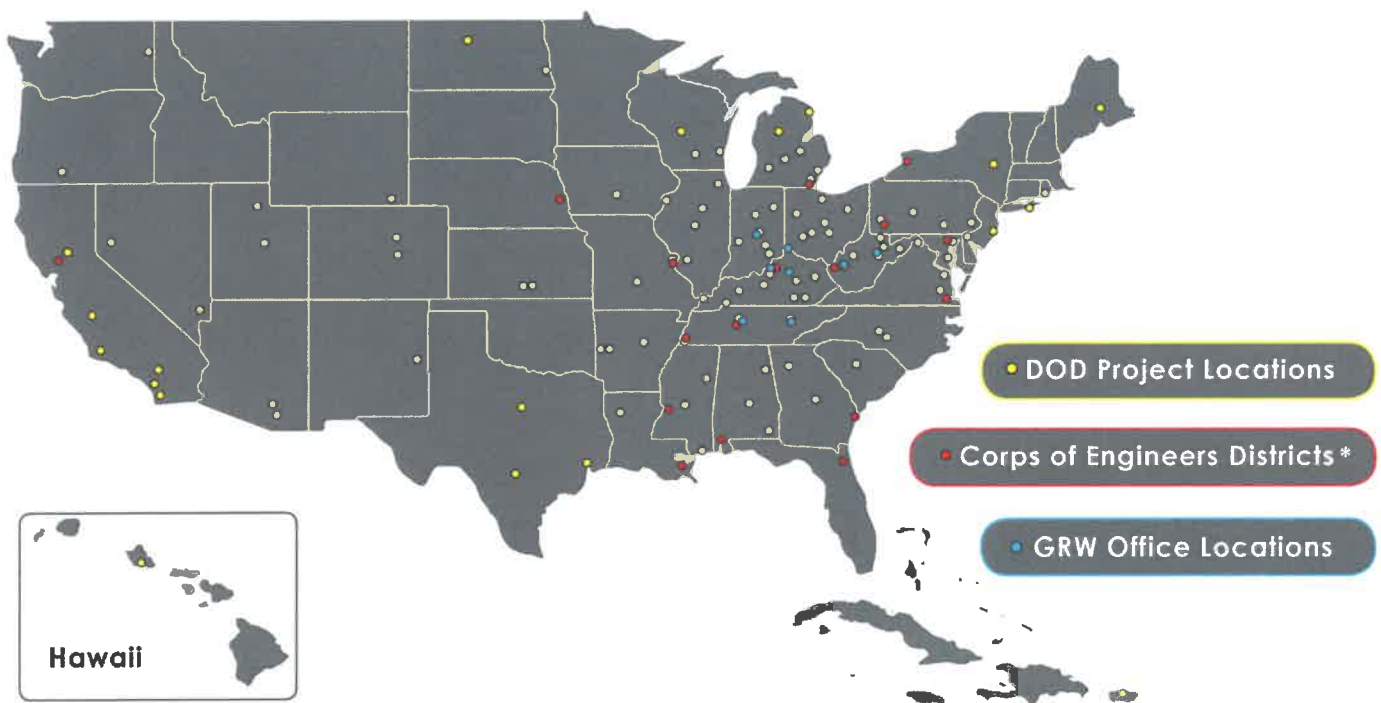 DOD Project Locations
Corps of Engineers Districts*
GRW Office Locations
Hawaii